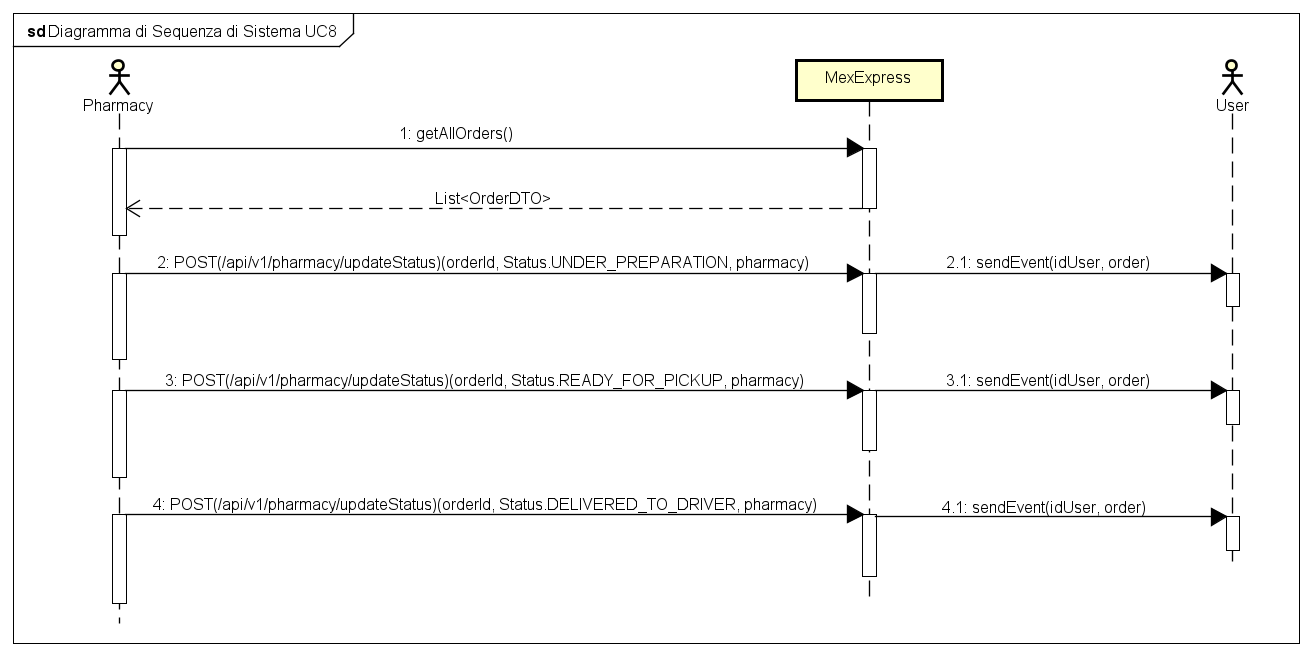 sd Diagramma di Sequenza di Sistema UC8
Pharmacy
MexExpress
User
1: getAllOrders()
List<OrderDTO>
2: POST(/api/v1/pharmacy/updateStatus)(orderId, Status.UNDER_PREPARATION, pharmacy)
2.1: sendEvent(idUser, order)
3: POST(/api/v1/pharmacy/updateStatus)(orderId, Status.READY_FOR_PICKUP, pharmacy)
3.1: sendEvent(idUser, order)
4: POST(/api/v1/pharmacy/updateStatus)(orderId, Status.DELIVERED_TO_DRIVER, pharmacy)
4.1: sendEvent(idUser, order)